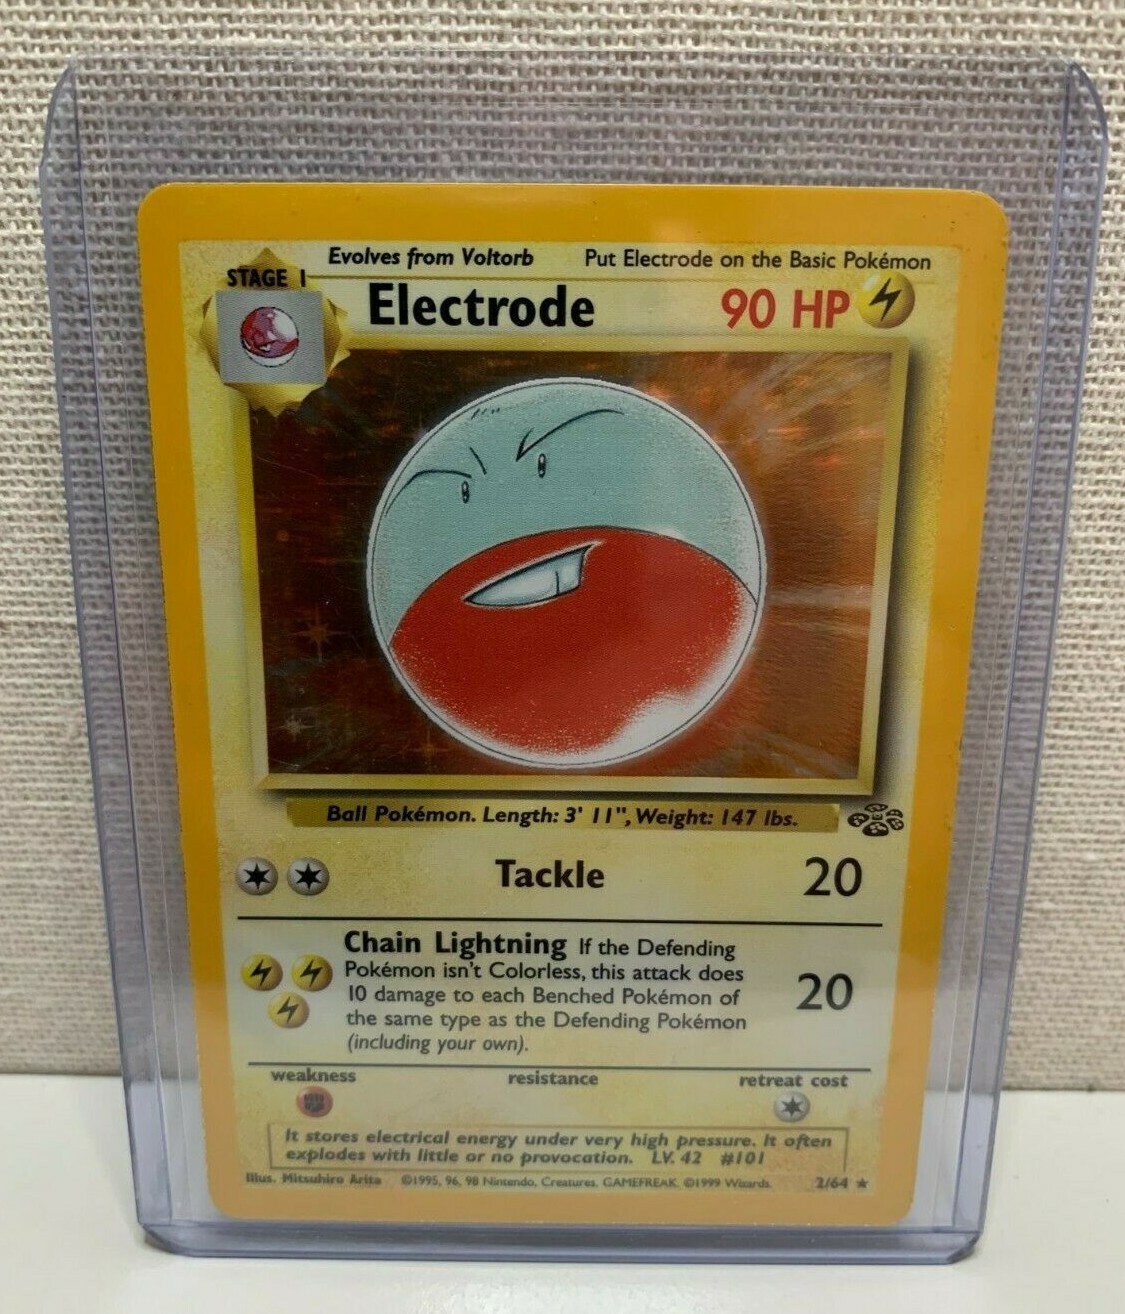 Evolves from Voltorb Put Electrode on the Basic Pokémon
STAGE 1
Electrode 90 HP
Ball Pokémon. Length: 3' 11", Weight: 147 lbs.
Tackle 20
Chain Lightning If the Defending
Pokémon isn't Colorless, this attack does
10 damage to each Benched Pokémon of
the same type as the Defending Pokémon
(including your own).
20
weakness resistance retreat cost
It stores electrical energy under very high pressure. It often
explodes with little or no provocation. LV. 42 #101
Illus. Mitsuhiro Arita ©1995, 96, 98 Nintendo, Creatures, GAMEFREAK. ©1999 Wizards. 2/64 ★